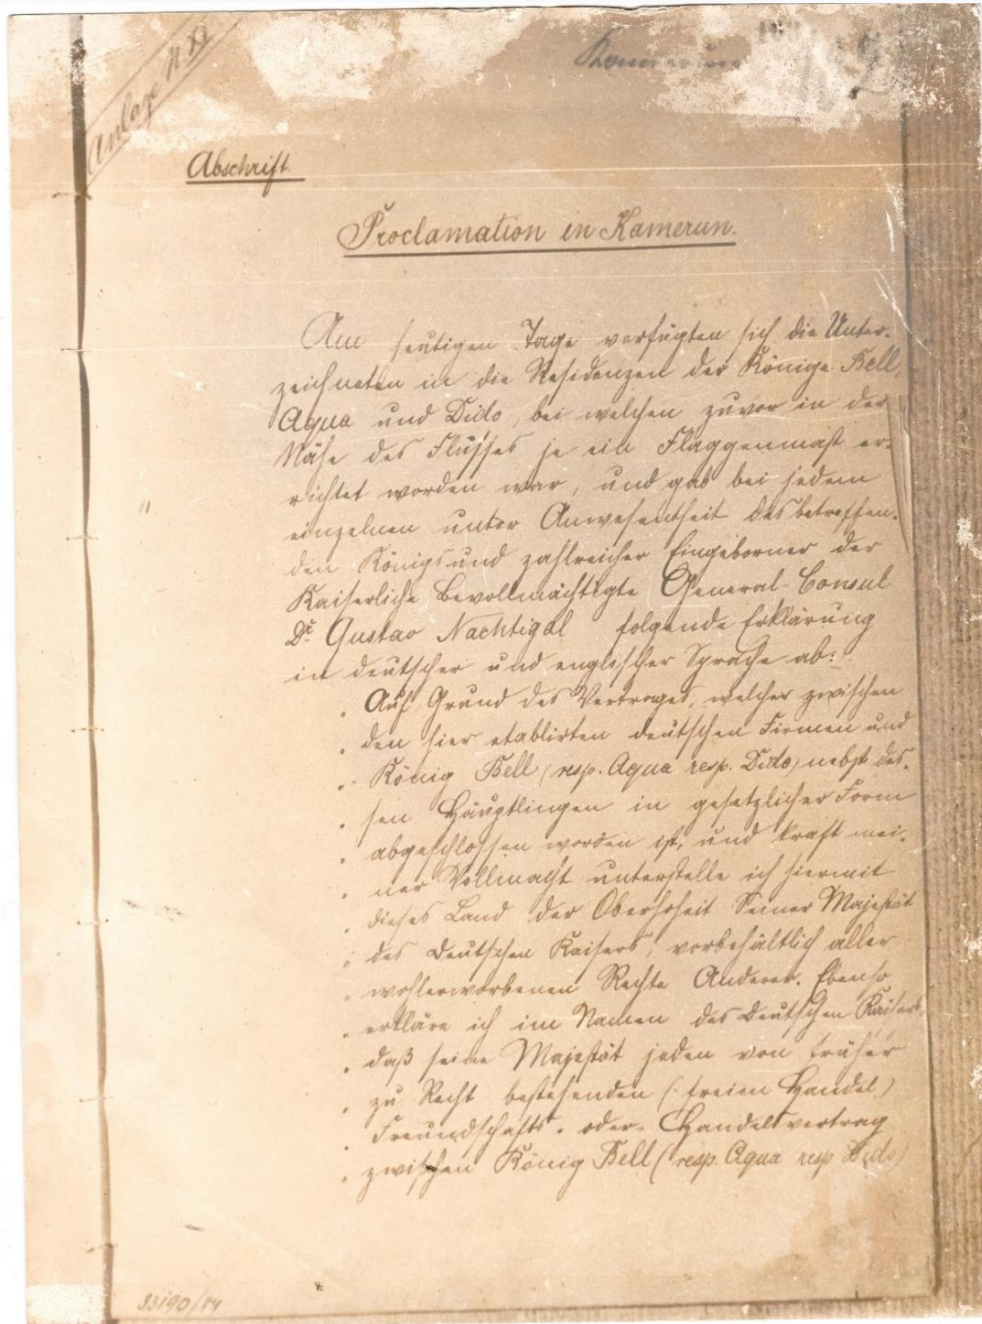 Anlage N XI
Kamerun
Abschrift
Proclamation in Kamerun.
Am heutigen Tage verfügten sich die Unter-
zeichneten in die Residenzen der Könige Bell,
Aqua und Dido, bei welchen zuvor in der
Nähe des Flusses je ein Flaggenmast er-
richtet worden war, und gab bei jedem
einzelnen unter Anwesenheit des betreffen-
den Königs und zahlreicher Eingeborner der
Kaiserliche Bevollmächtigte General-Consul
Dr. Gustav Nachtigal folgende Erklärung
in deutscher und englischer Sprache ab:
„ Auf Grund des Vertrages, welcher zwischen
„ den hier etablirten deutschen Firmen und
„ König Bell (resp. Aqua resp. Dido) nebst des-
„ sen Häuptlingen in gesetzlicher Form
„ abgeschlossen worden ist, und kraft mei-
„ ner Vollmacht unterstelle ich hiermit
„ dieses Land der Oberhoheit Seiner Majestät
„ des Deutschen Kaisers, vorbehältlich aller
„ wohlerworbenen Rechte Anderer. Ebenso
„ erkläre ich im Namen des Deutschen Kaisers,
„ daß seine Majestät jeden von früher
„ zu Recht bestehenden (freien Handel)
„ Freundschafts- oder Handelsvertrag
„ zwischen König Bell (resp. Aqua resp Dido)
33190/84